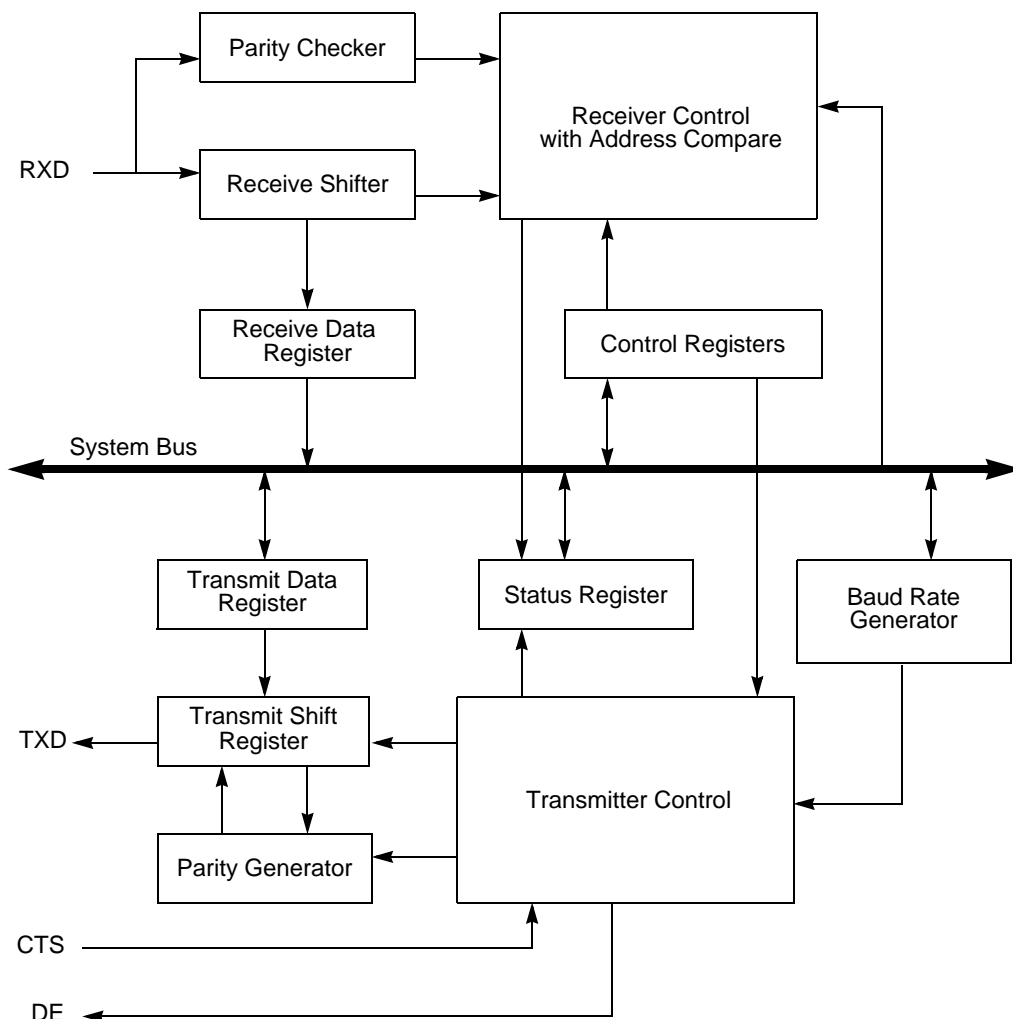 Parity Checker
Receiver Control
with Address Compare
RXD
Receive Shifter
Receive Data
Register
Control Registers
System Bus
Transmit Data
Register
Status Register
Baud Rate
Generator
Transmit Shift
Register
TXD
Transmitter Control
Parity Generator
CTS
DE